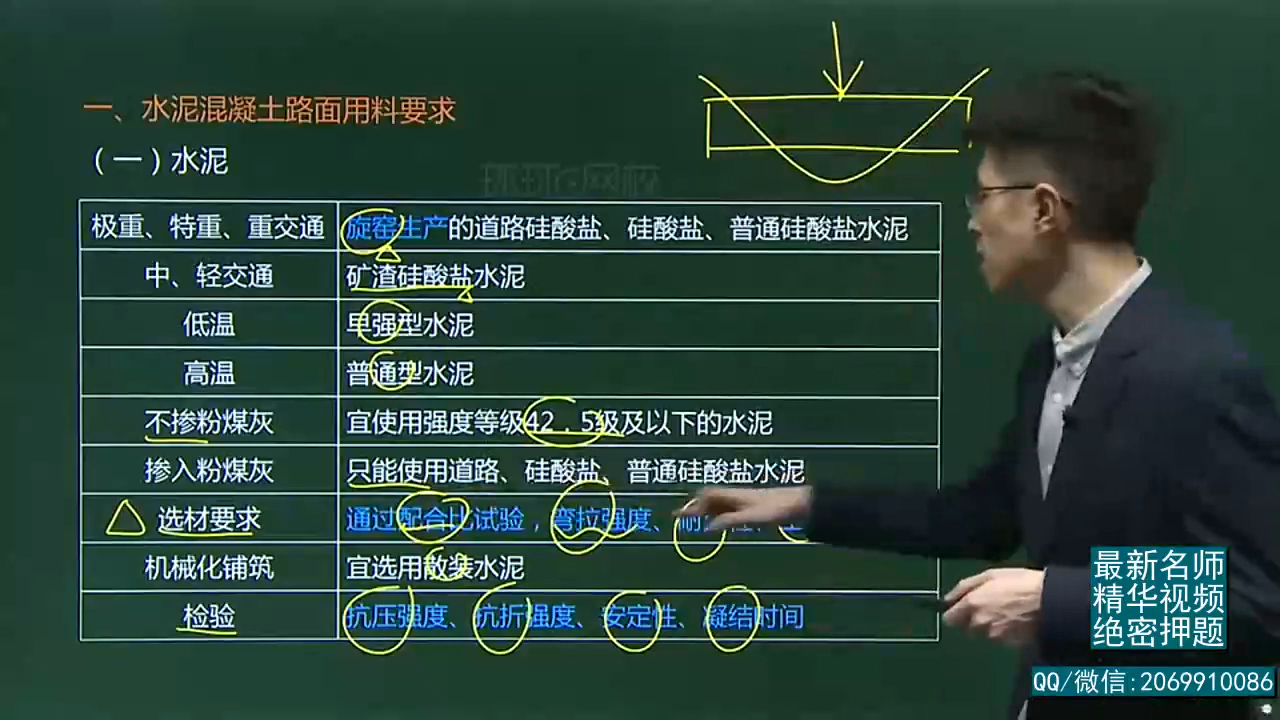 一、水泥混凝土路面用料要求
（一）水泥
环球网校
极重、特重、重交通 旋窑生产的道路硅酸盐、硅酸盐、普通硅酸盐水泥
中、轻交通 矿渣硅酸盐水泥
低温 早强型水泥
高温 普通型水泥
不掺粉煤灰 宜使用强度等级42.5级及以下的水泥
掺入粉煤灰 只能使用道路、硅酸盐、普通硅酸盐水泥
选材要求 通过配合比试验，弯拉强度、耐
机械化铺筑 宜选用散装水泥
检验 抗压强度、抗折强度、安定性、凝结时间
最新名师
精华视频
绝密押题
QQ/微信:2069910086